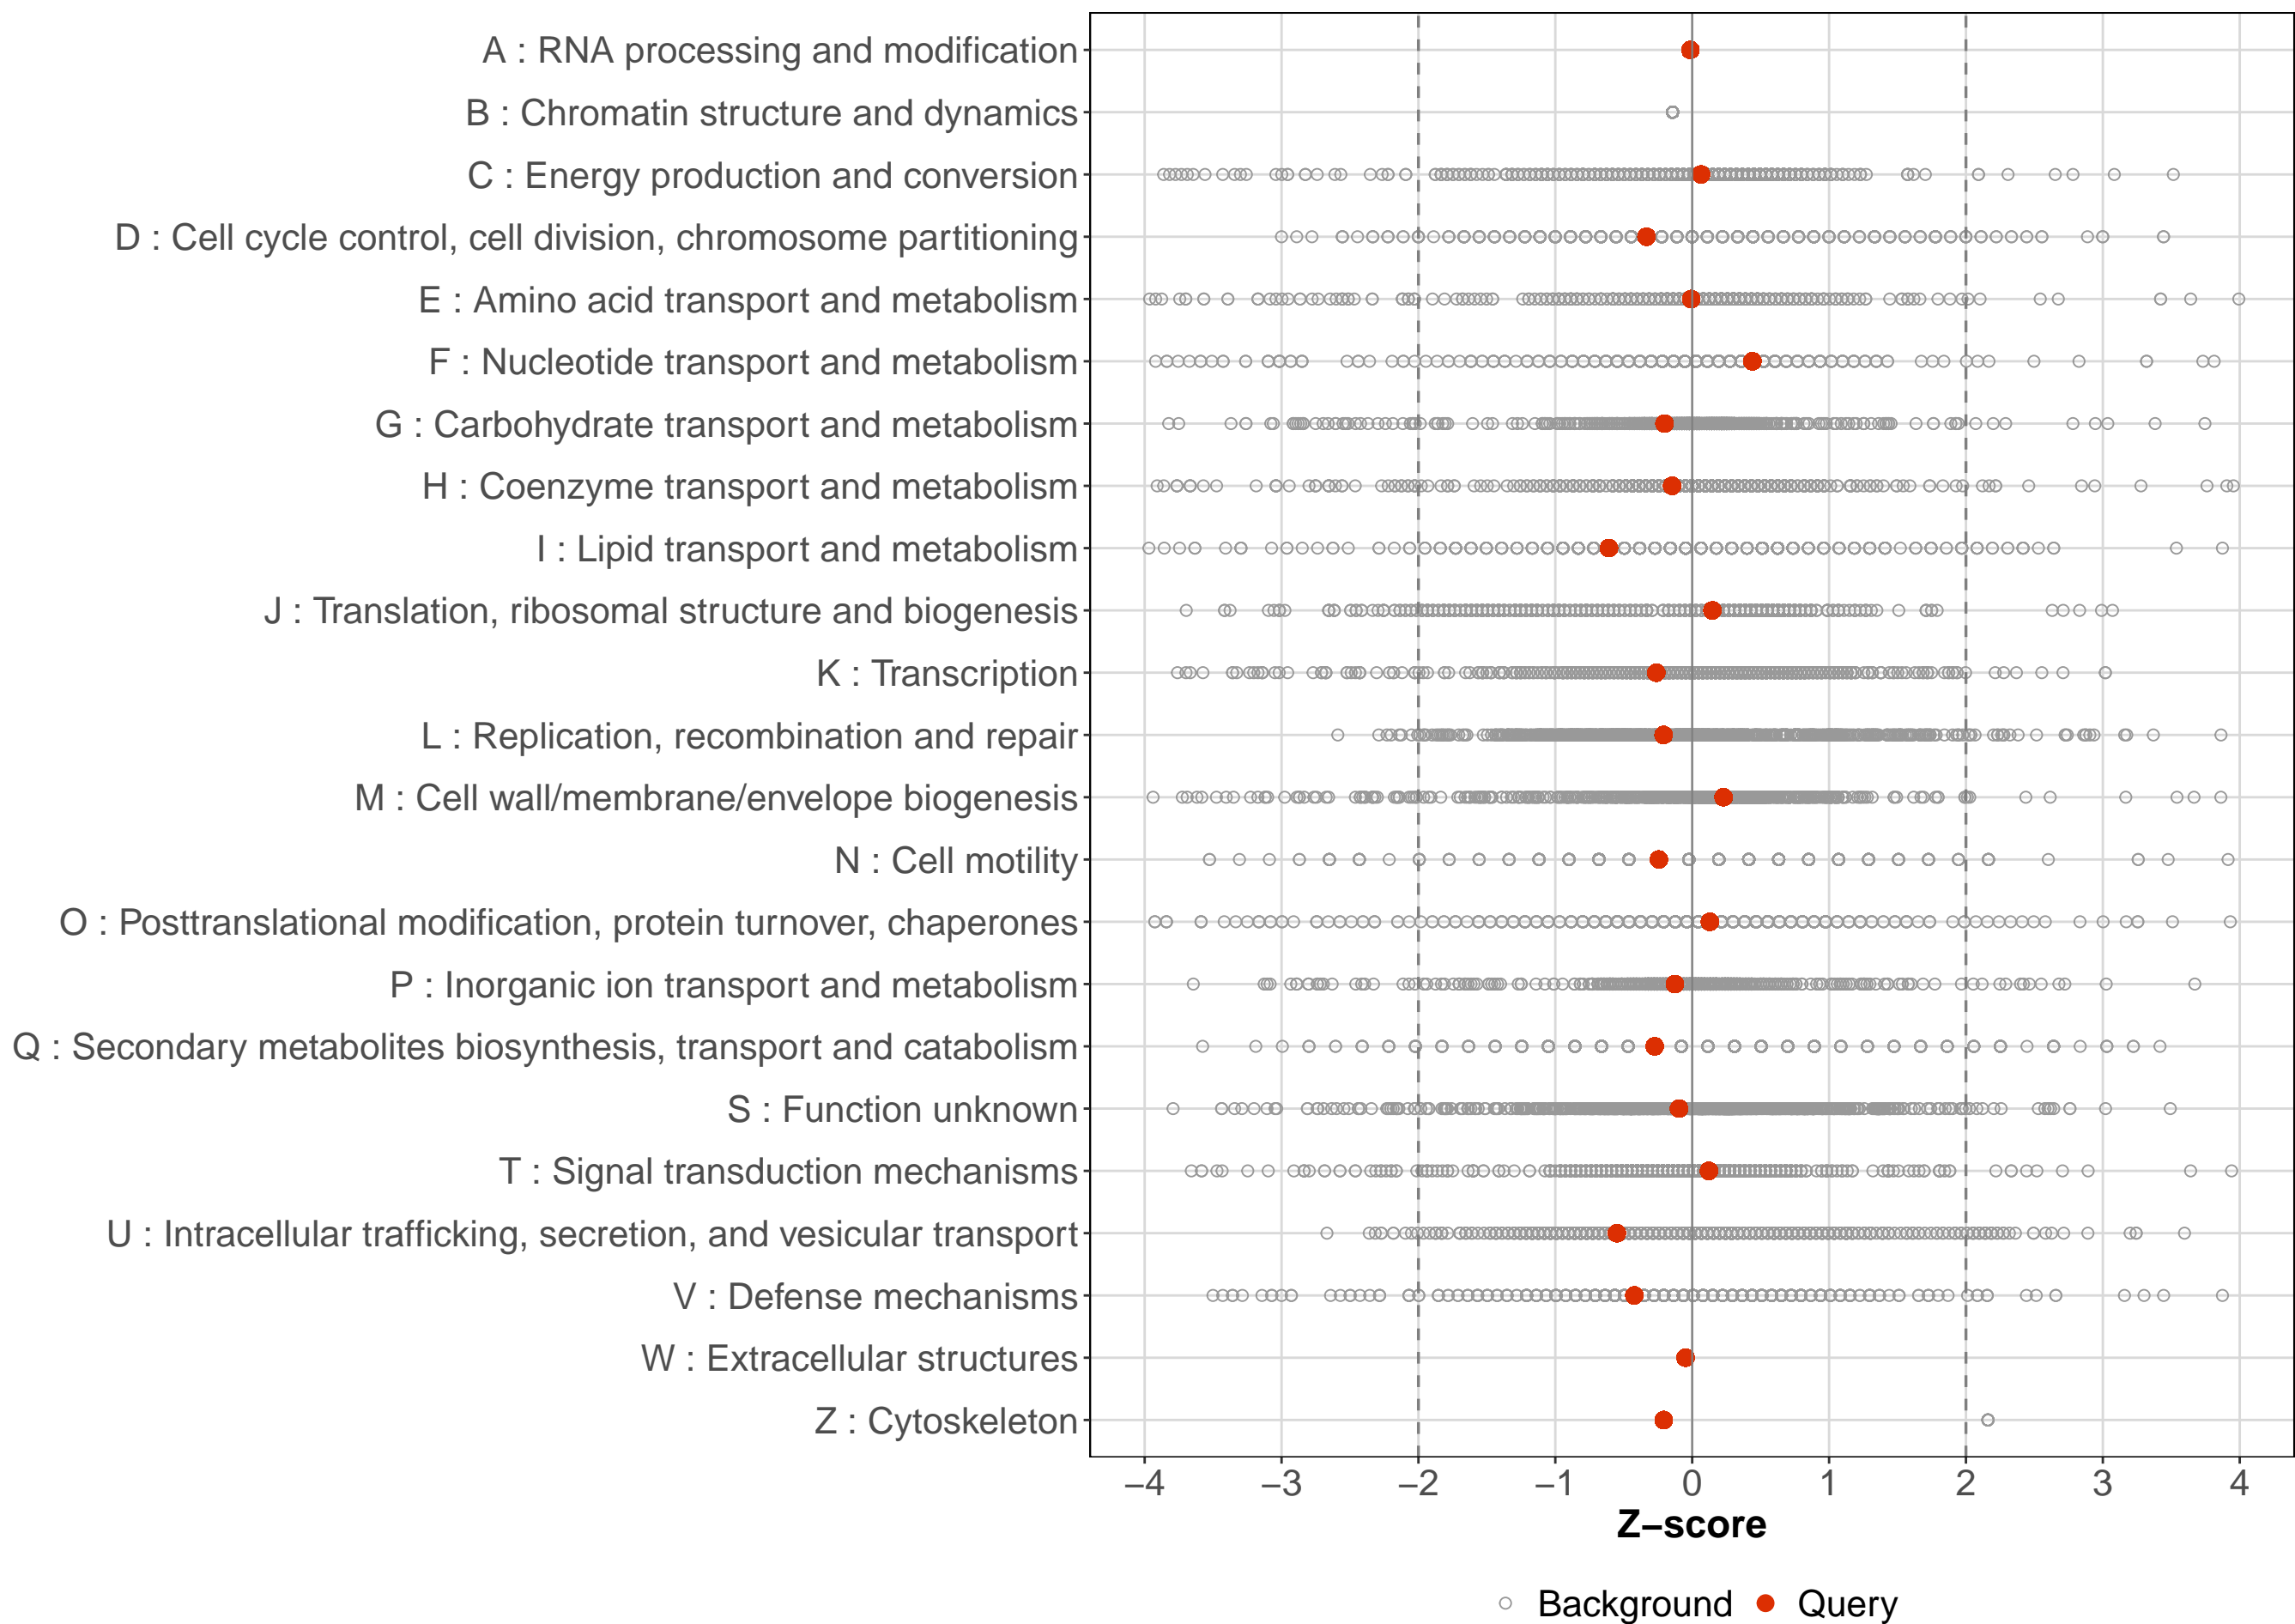 A : RNA processing and modification
B : Chromatin structure and dynamics
C : Energy production and conversion
D : Cell cycle control, cell division, chromosome partitioning
E : Amino acid transport and metabolism
F : Nucleotide transport and metabolism
G : Carbohydrate transport and metabolism
H : Coenzyme transport and metabolism
I : Lipid transport and metabolism
J : Translation, ribosomal structure and biogenesis
K : Transcription
L : Replication, recombination and repair
M : Cell wall/membrane/envelope biogenesis
N : Cell motility
O : Posttranslational modification, protein turnover, chaperones
P : Inorganic ion transport and metabolism
Q : Secondary metabolites biosynthesis, transport and catabolism
S : Function unknown
T : Signal transduction mechanisms
U : Intracellular trafficking, secretion, and vesicular transport
V : Defense mechanisms
W : Extracellular structures
Z : Cytoskeleton
−4 −3 −2 −1 0 1 2 3 4
Z−score
Background Query